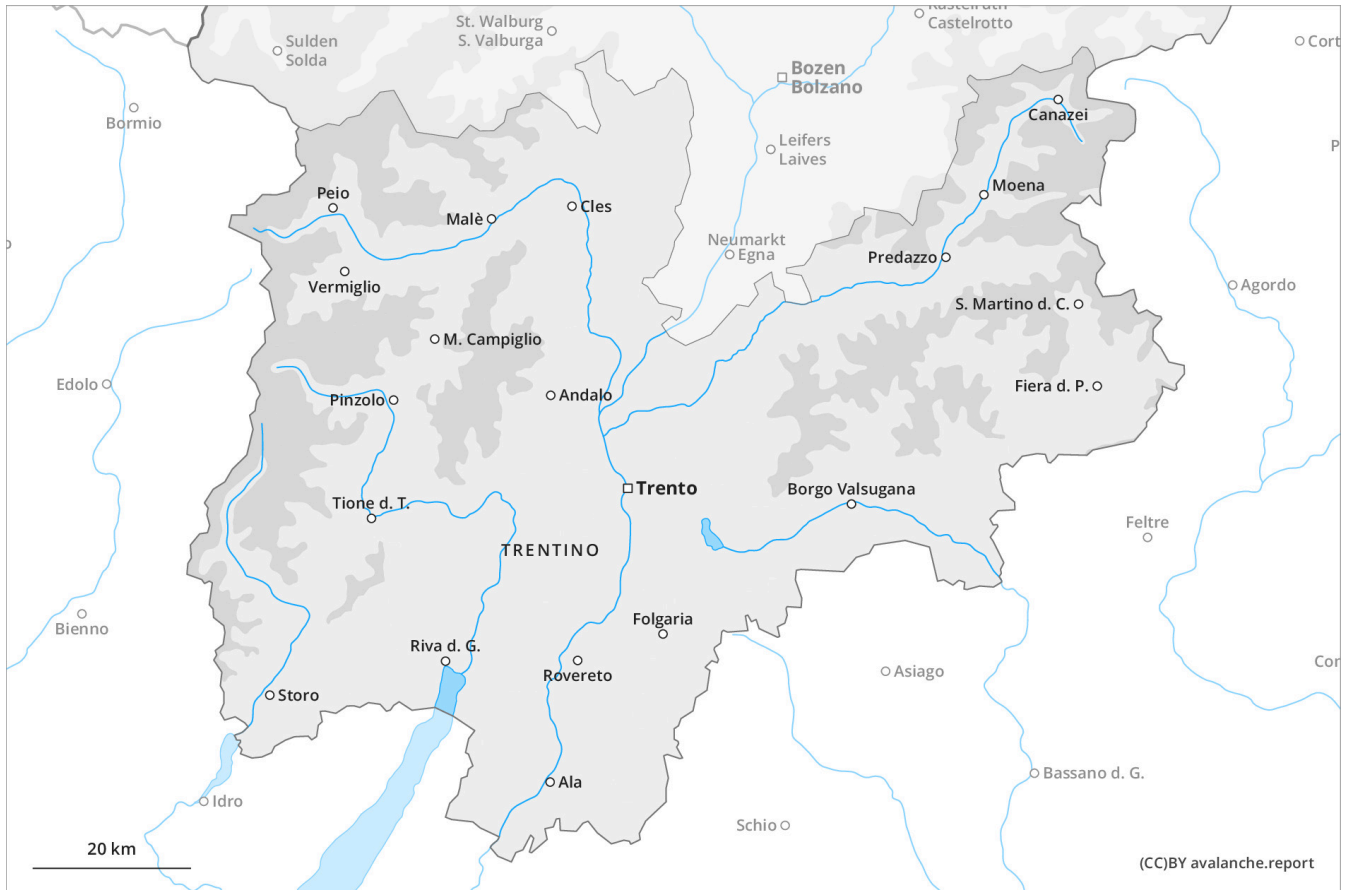 Kastelruth
Castelrotto
St. Walburg
S. Valburga
Sulden
Solda
Cort
Bozen
Bolzano
Bormio
Canazei
Leifers
Laives
P
Moena
Peio
Malè
Cles
Neumarkt
Egna
Predazzo
Vermiglio
Agordo
S. Martino d. C.
M. Campiglio
Edolo
Fiera d. P.
Pinzolo
Andalo
Trento
Borgo Valsugana
Tione d. T.
Feltre
TRENTINO
Bienno
Folgaria
Riva d. G.
Rovereto
Asiago
Cor
Storo
Bassano d. G.
Ala
Idro
Schio
20 km
(CC)BY avalanche.report